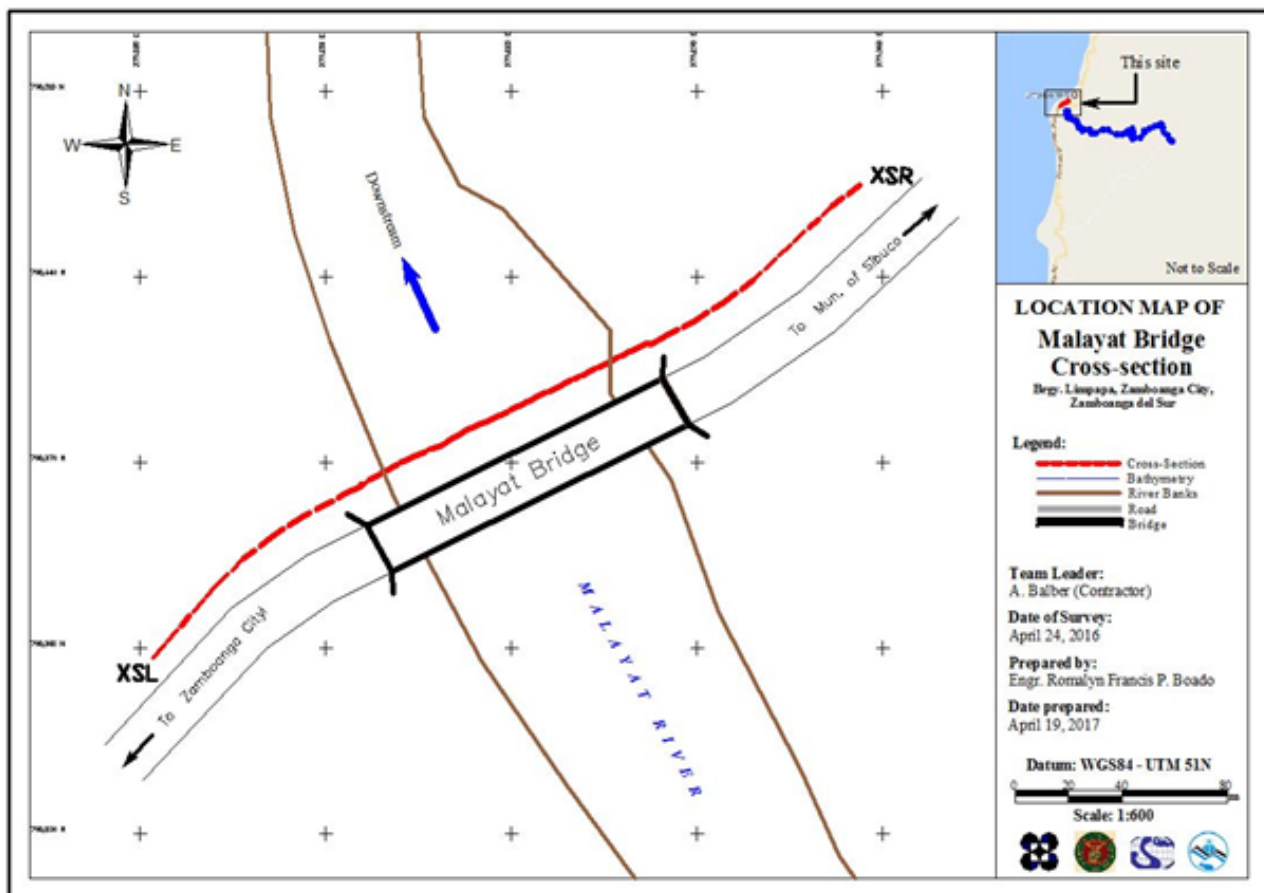 N
W E
S
Downstream
XSR
To Mun. of Sibuco
Malayat Bridge
XSL
To Zamboanga City
MALAYAT RIVER
This site
Not to Scale
LOCATION MAP OF
Malayat Bridge
Cross-section
Brgy. Limpapa, Zamboanga City,
Zamboanga del Sur
Legend:
Cross-Section
Bathymetry
River Banks
Road
Bridge
Team Leader:
A. Balber (Contractor)
Date of Survey:
April 24, 2016
Prepared by:
Engr. Romalyn Francis P. Boado
Date prepared:
April 19, 2017
Datum: WGS84 - UTM 51N
0 20 40 80
Scale: 1:600